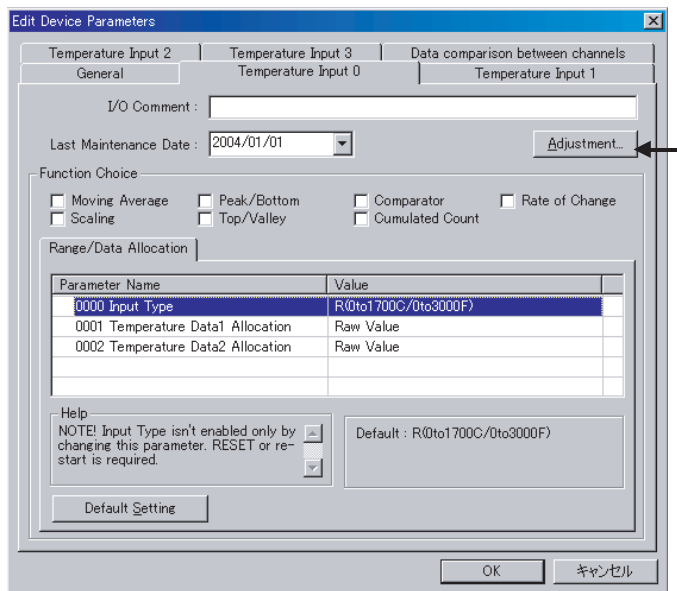 Edit Device Parameters
Temperature Input 2
Temperature Input 3
Data comparison between channels
General
Temperature Input 0
Temperature Input 1
I/O Comment :
Last Maintenance Date : 2004/01/01
Adjustment...
Function Choice
Moving Average
Peak/Bottom
Comparator
Rate of Change
Scaling
Top/Valley
Cumulated Count
Range/Data Allocation
Parameter Name
Value
0000 Input Type
R(0to1700C/0to3000F)
0001 Temperature Data1 Allocation
Raw Value
0002 Temperature Data2 Allocation
Raw Value
Help
NOTE! Input Type isn't enabled only by
changing this parameter. RESET or re-
start is required.
Default : R(0to1700C/0to3000F)
Default Setting
OK
キャンセル